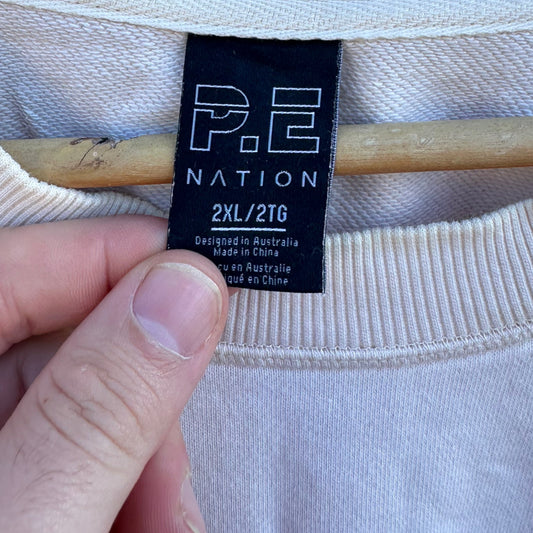 P.E
NATION
2XL/2TG
Designed in Australia
Made in China
en Australie
en Chine